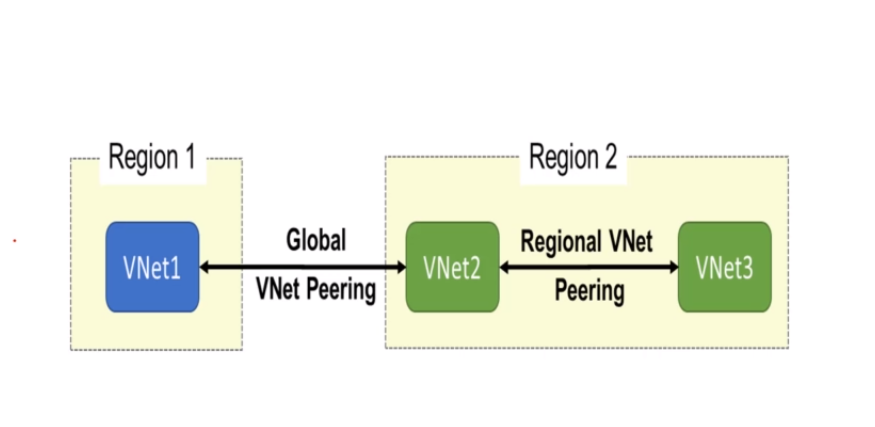 Region 1
Region 2
VNet1
Global
VNet Peering
VNet2
Regional VNet
Peering
VNet3